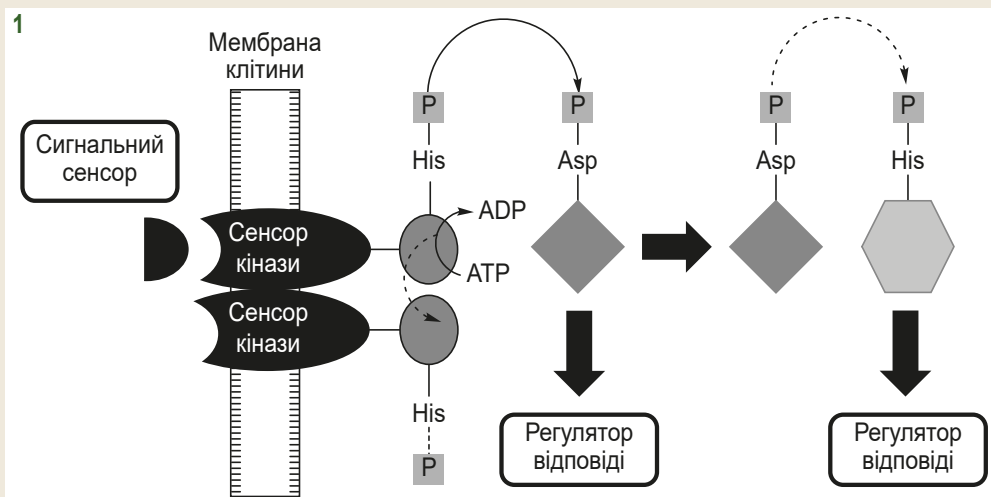 1
Мембрана
клітини
Сигнальний
сенсор
P
P
P
P
His
Asp
Asp
His
Сенсор
кінази
ADP
ATP
Сенсор
кінази
His
P
Регулятор
відповіді
Регулятор
відповіді